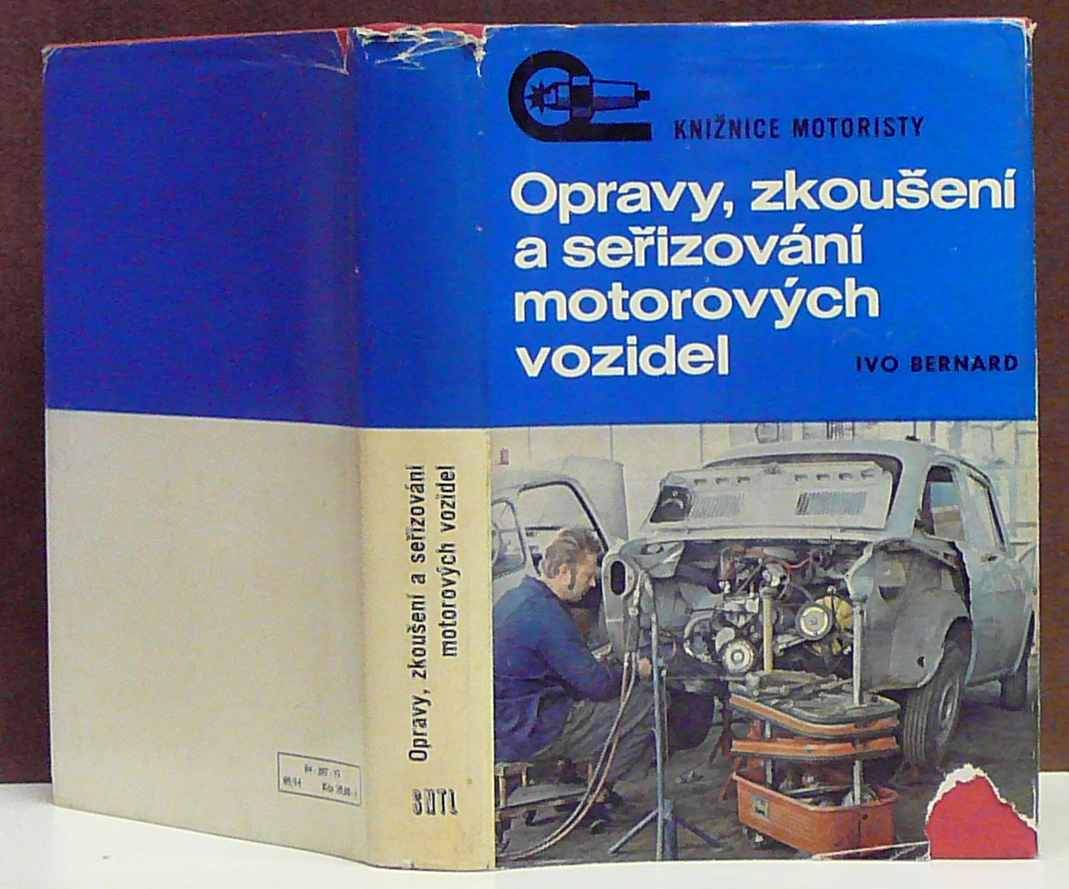 KNIŽNICE MOTORISTY
Opravy, zkoušení
a seřizování
motorových
vozidel
IVO BERNARD
Opravy, zkoušení a seřizování
motorových vozidel
SNTL